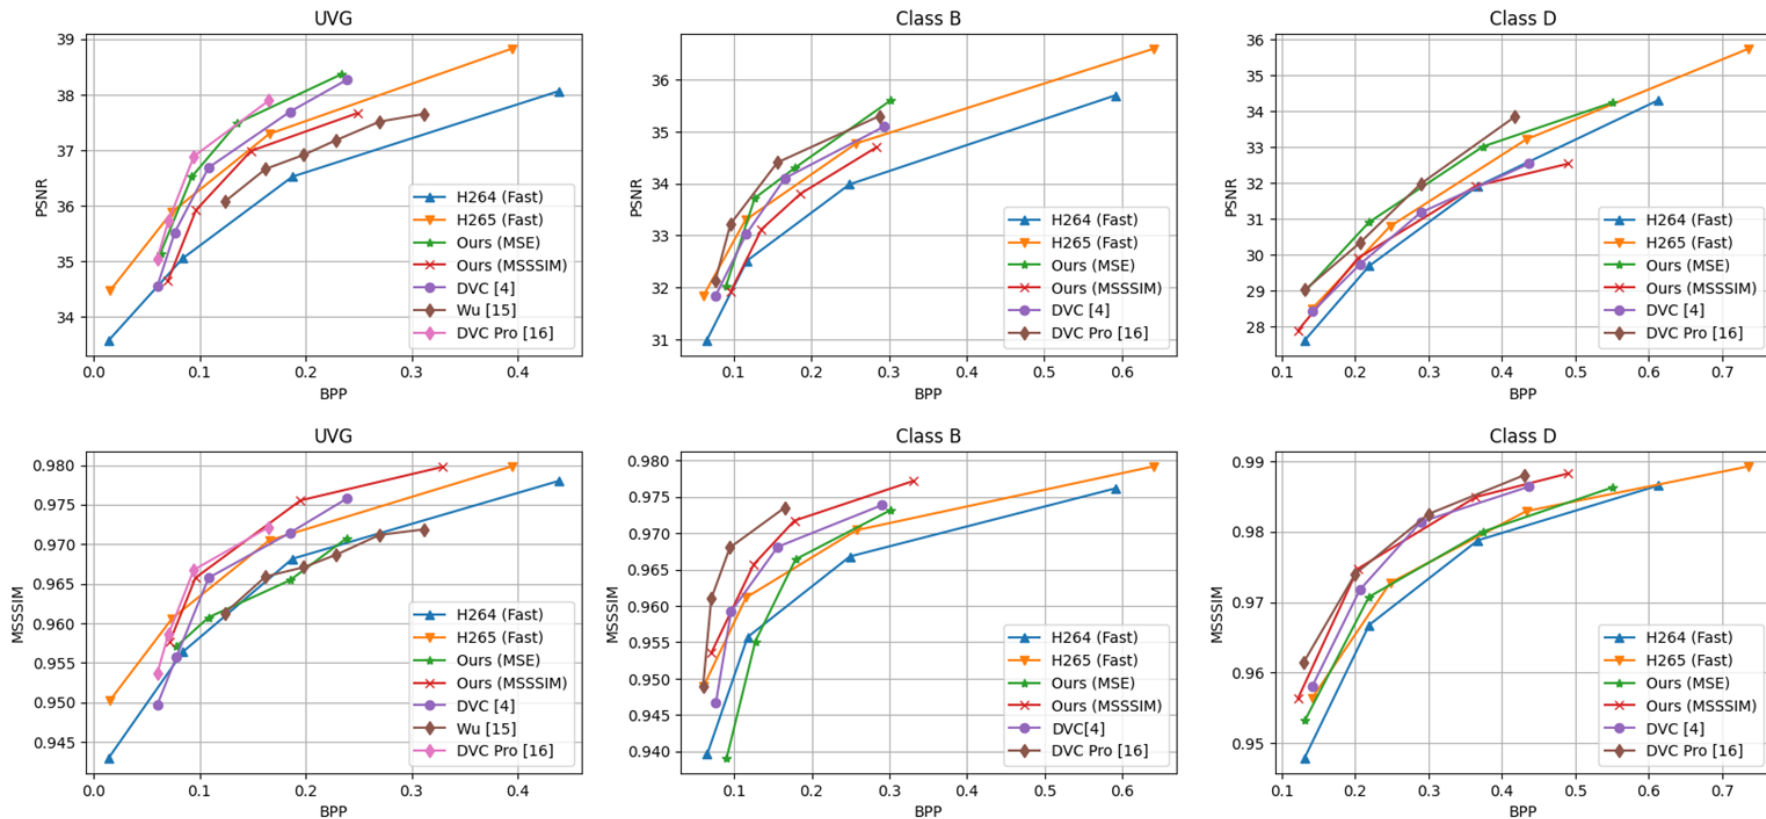 UVG
39
38
37
36
35
34
PSNR
0.0 0.1 0.2 0.3 0.4
BPP
H264 (Fast)
H265 (Fast)
Ours (MSE)
Ours (MSSSIM)
DVC [4]
Wu [15]
DVC Pro [16]
Class B
36
35
34
33
32
31
PSNR
0.1 0.2 0.3 0.4 0.5 0.6
BPP
H264 (Fast)
H265 (Fast)
Ours (MSE)
Ours (MSSSIM)
DVC [4]
DVC Pro [16]
Class D
36
35
34
33
32
31
30
29
28
PSNR
0.1 0.2 0.3 0.4 0.5 0.6 0.7
BPP
H264 (Fast)
H265 (Fast)
Ours (MSE)
Ours (MSSSIM)
DVC [4]
DVC Pro [16]
UVG
0.980
0.975
0.970
0.965
0.960
0.955
0.950
0.945
MSSSIM
0.0 0.1 0.2 0.3 0.4
BPP
H264 (Fast)
H265 (Fast)
Ours (MSE)
Ours (MSSSIM)
DVC [4]
Wu [15]
DVC Pro [16]
Class B
0.980
0.975
0.970
0.965
0.960
0.955
0.950
0.945
0.940
MSSSIM
0.1 0.2 0.3 0.4 0.5 0.6
BPP
H264 (Fast)
H265 (Fast)
Ours (MSE)
Ours (MSSSIM)
DVC[4]
DVC Pro [16]
Class D
0.99
0.98
0.97
0.96
0.95
MSSSIM
0.1 0.2 0.3 0.4 0.5 0.6 0.7
BPP
H264 (Fast)
H265 (Fast)
Ours (MSE)
Ours (MSSSIM)
DVC [4]
DVC Pro [16]